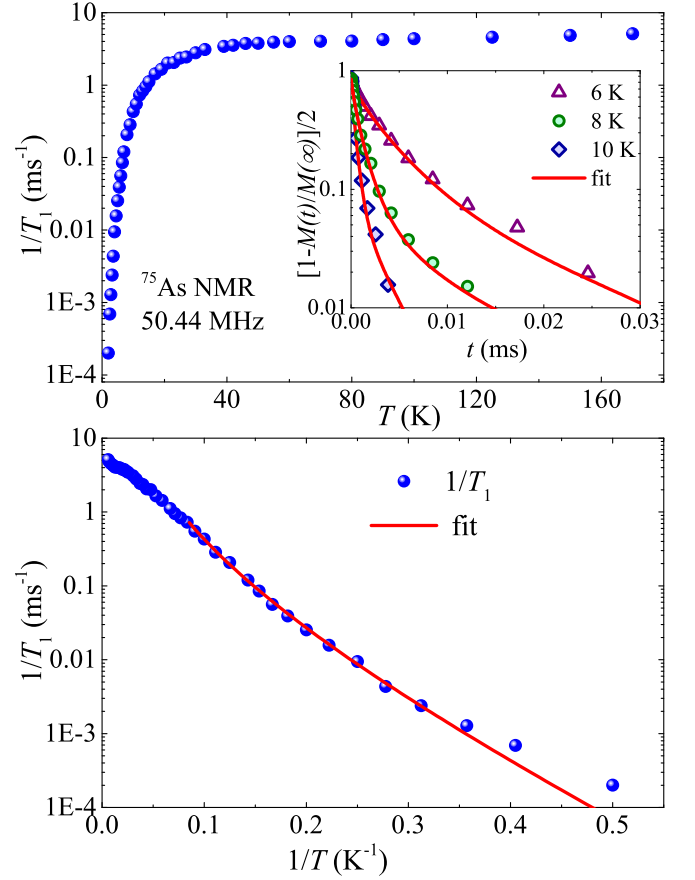 10
1
0.1
0.01
1E-3
1E-4
1/T₁ (ms⁻¹)
⁷⁵As NMR
50.44 MHz
0 40 80 120 160
T (K)
1
0.1
0.01
[1-M(t)/M(∞)]/2
6 K
8 K
10 K
fit
0.00 0.01 0.02 0.03
t (ms)
10
1
0.1
0.01
1E-3
1E-4
1/T₁ (ms⁻¹)
1/T₁
fit
0.0 0.1 0.2 0.3 0.4 0.5
1/T (K⁻¹)